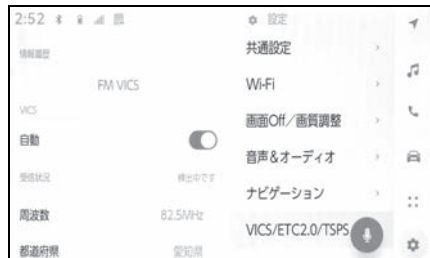 2:52
設定
情報履歴
FM VICS
VICS
自動
受信状況 検出中です
周波数 82.5MHz
都道府県 愛知県
共通設定
Wi-Fi
画面Off/画質調整
音声&オーディオ
ナビゲーション
VICS/ETC2.0/TSPS